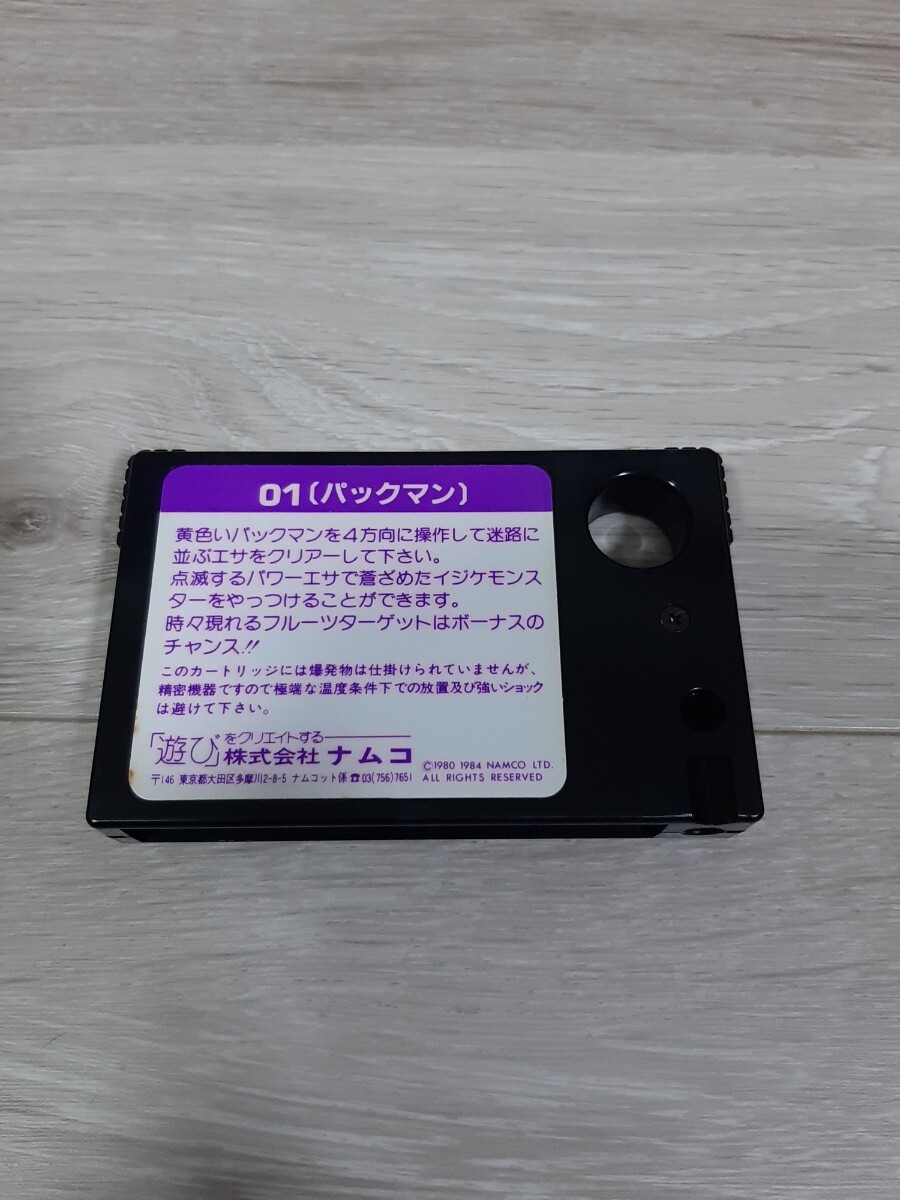 01〔パックマン〕
黄色いパックマンを4方向に操作して迷路に
並ぶエサをクリアーして下さい。
点滅するパワーエサで蒼ざめたイジケモンス
ターをやっつけることができます。
時々現れるフルーツターゲットはボーナスの
チャンス!!
このカートリッジには爆発物は仕掛けられていませんが、
精密機器ですので極端な温度条件下での放置及び強いショック
は避けて下さい。
「遊び」をクリエイトする
株式会社 ナムコ
〒146 東京都大田区多摩川2-8-5 ナムコット係 ☎03(756)7651
©1980 1984 NAMCO LTD.
ALL RIGHTS RESERVED